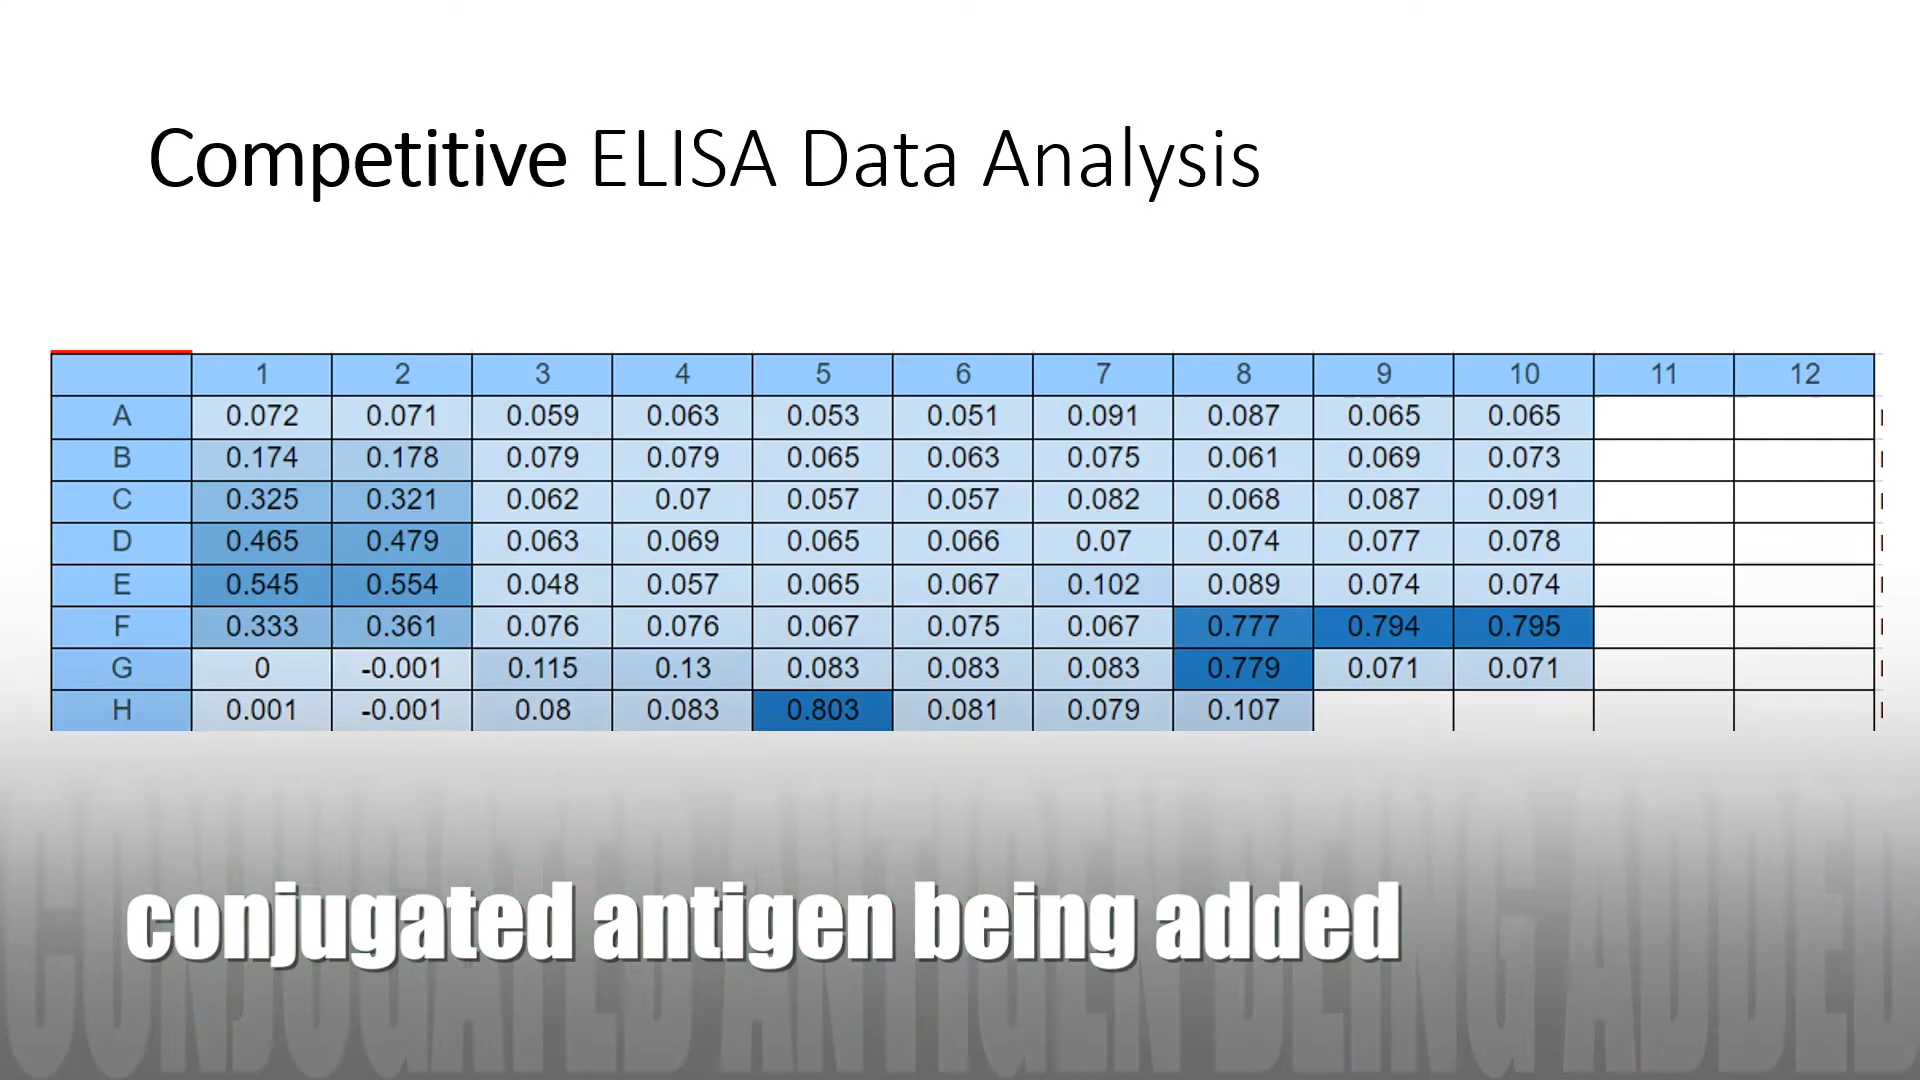 Competitive ELISA Data Analysis
1 2 3 4 5 6 7 8 9 10 11 12
A 0.072 0.071 0.059 0.063 0.053 0.051 0.091 0.087 0.065 0.065
B 0.174 0.178 0.079 0.079 0.065 0.063 0.075 0.061 0.069 0.073
C 0.325 0.321 0.062 0.07 0.057 0.057 0.082 0.068 0.087 0.091
D 0.465 0.479 0.063 0.069 0.065 0.066 0.07 0.074 0.077 0.078
E 0.545 0.554 0.048 0.057 0.065 0.067 0.102 0.089 0.074 0.074
F 0.333 0.361 0.076 0.076 0.067 0.075 0.067 0.777 0.794 0.795
G 0 -0.001 0.115 0.13 0.083 0.083 0.083 0.779 0.071 0.071
H 0.001 -0.001 0.08 0.083 0.803 0.081 0.079 0.107
CONJUGATED ANTIGEN BEING ADDED
conjugated antigen being added